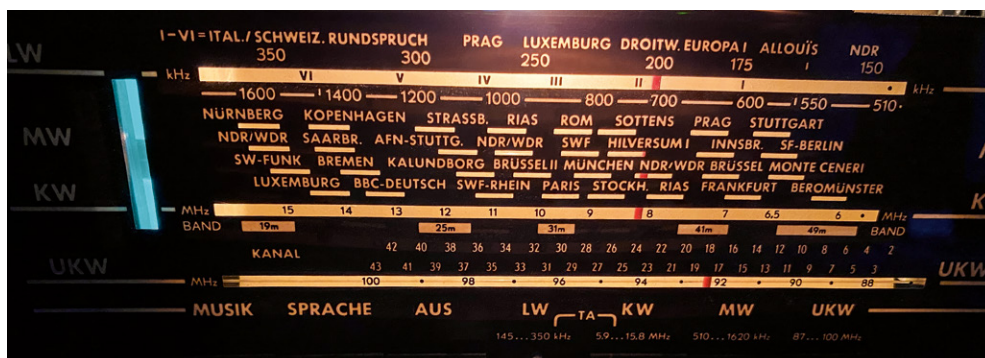 I-VI=ITAL./SCHWEIZ. RUNDSPRUCH PRAG LUXEMBURG DROITW. EUROPA I ALLOUÏS NDR
LW 350 300 250 200 175 150
kHz VI V IV III II I kHz
1600 1400 1200 1000 800 700 600 550 510
NÜRNBERG KOPENHAGEN STRASSB. RIAS ROM SOTTENS PRAG STUTTGART
MW NDR/WDR SAARBR. AFN-STUTTG. NDR/WDR SWF HILVERSUM I INNSBR. SF-BERLIN
SW-FUNK BREMEN KALUNDBORG BRÜSSEL II MÜNCHEN NDR/WDR BRÜSSEL MONTE CENERI
KW LUXEMBURG BBC-DEUTSCH SWF-RHEIN PARIS STOCKH. RIAS FRANKFURT BEROMÜNSTER K
MHz 15 14 13 12 11 10 9 8 7 6.5 6 MHz
BAND 19m 25m 31m 41m 49m BAND
KANAL 42 40 38 36 34 32 30 28 26 24 22 20 18 16 14 12 10 8 6 4 2
UKW 43 41 39 37 35 33 31 29 27 25 23 21 19 17 15 13 11 9 7 5 3 UKW
MHz 100 98 96 94 92 90 88
MUSIK SPRACHE AUS LW TA KW MW UKW
145...350 kHz 5.9...15.8 MHz 510...1620 kHz 87...100 MHz